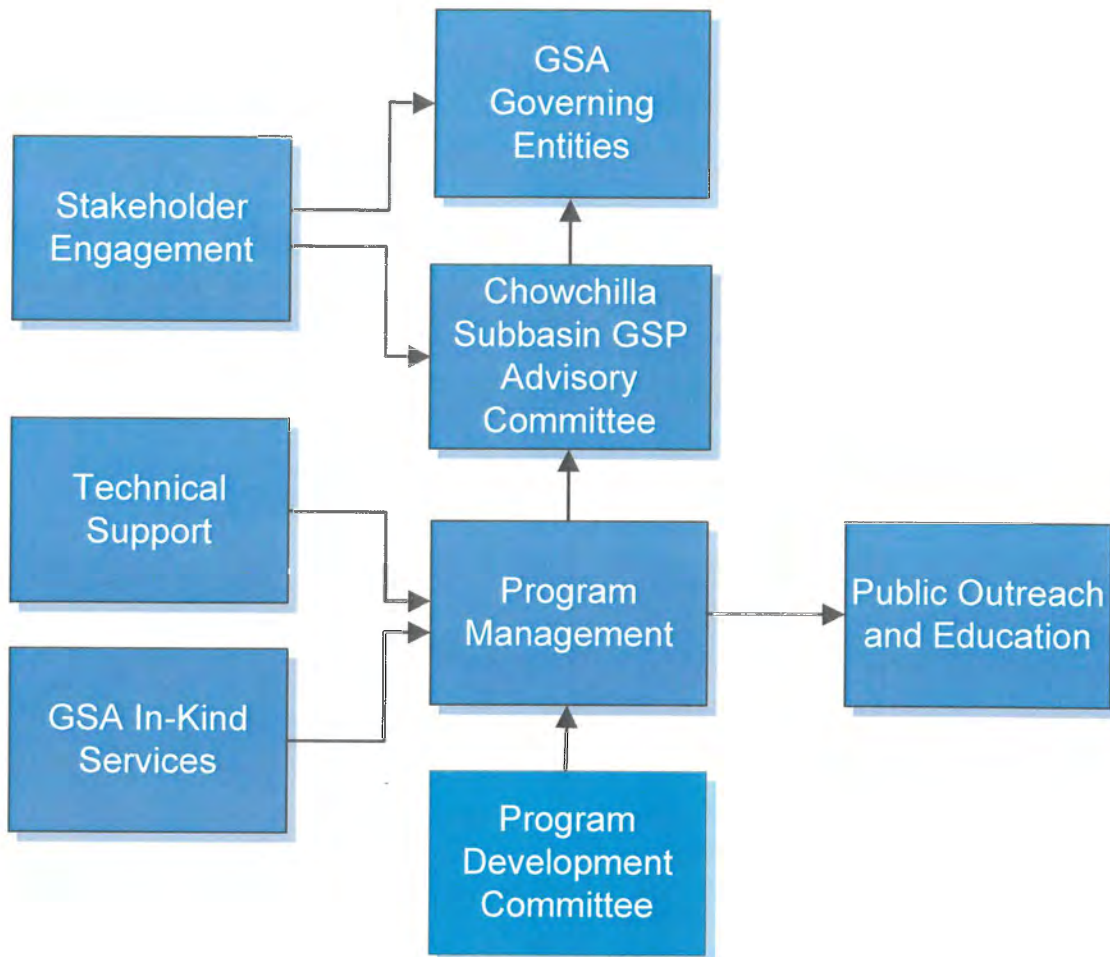 GSA
Governing
Entities
Stakeholder
Engagement
Chowchilla
Subbasin GSP
Advisory
Committee
Technical
Support
Program
Management
Public Outreach
and Education
GSA In-Kind
Services
Program
Development
Committee